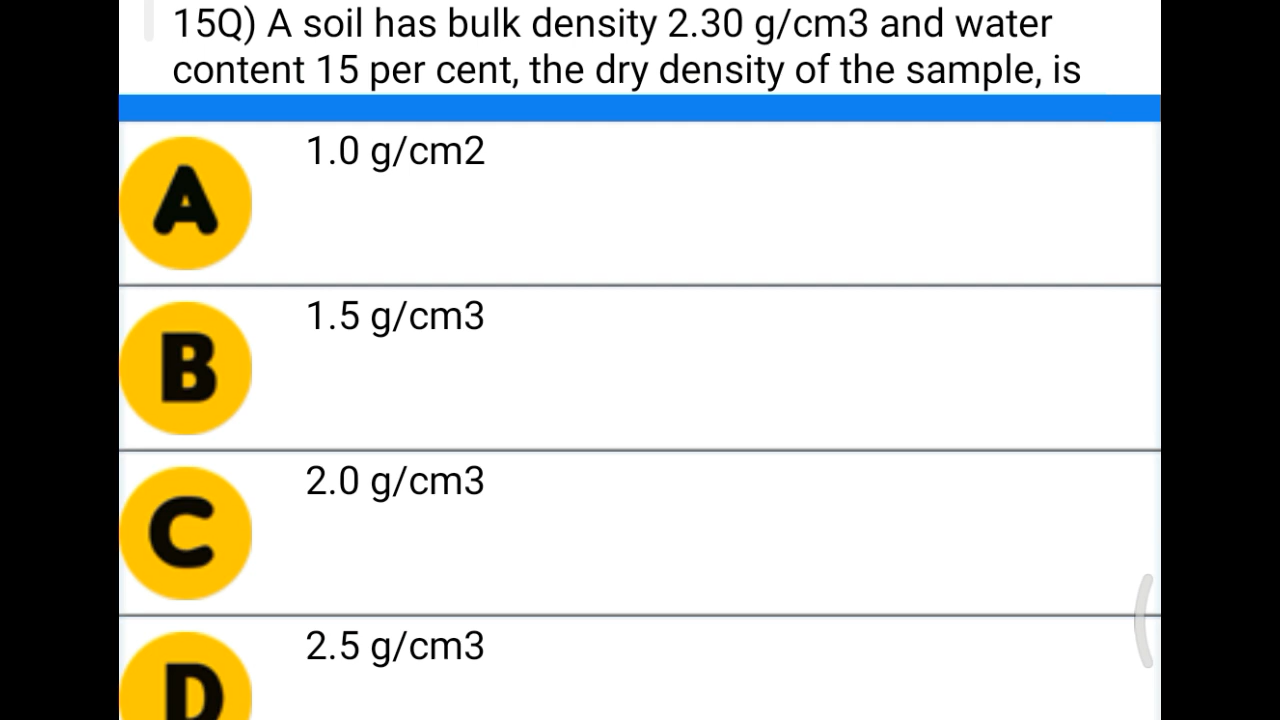 15Q) A soil has bulk density 2.30 g/cm3 and water
content 15 per cent, the dry density of the sample, is
A
1.0 g/cm2
B
1.5 g/cm3
C
2.0 g/cm3
D
2.5 g/cm3